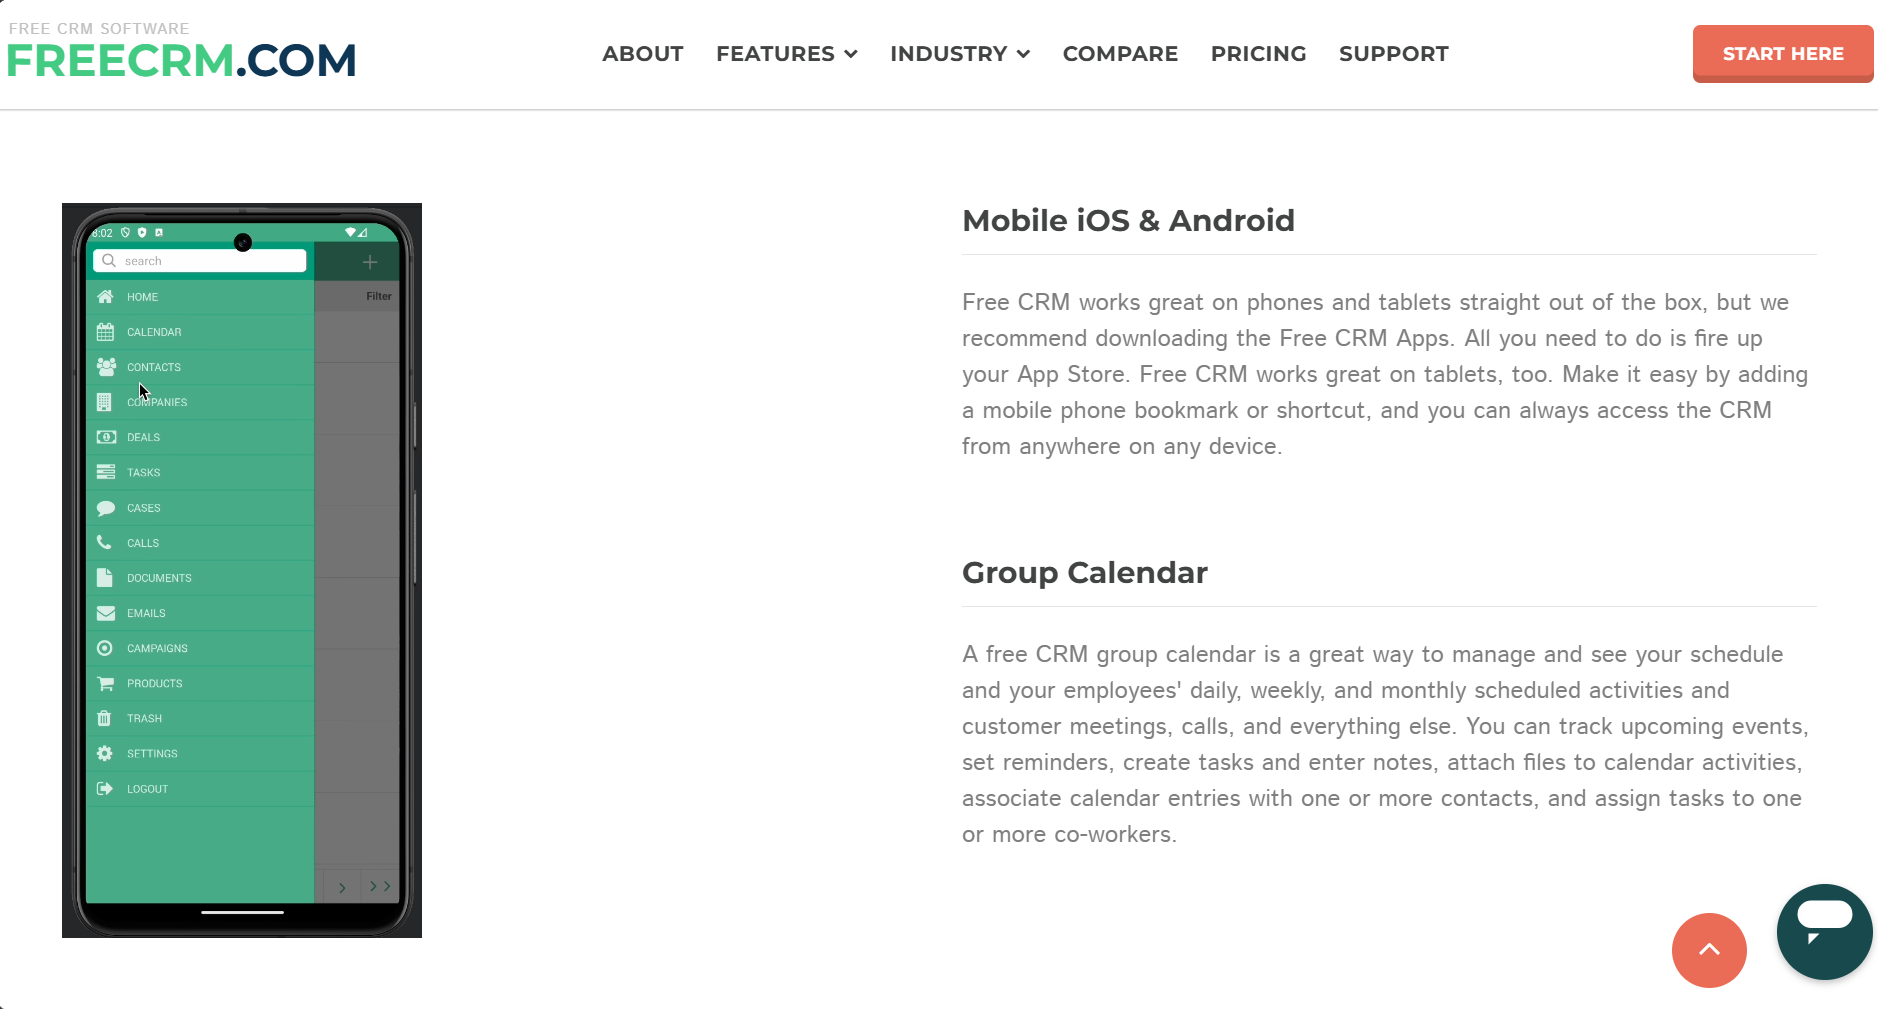 FREE CRM SOFTWARE
FREECRM.COM
ABOUT
FEATURES
INDUSTRY
COMPARE
PRICING
SUPPORT
START HERE
8:02
search
Filter
HOME
CALENDAR
CONTACTS
COMPANIES
DEALS
TASKS
CASES
CALLS
DOCUMENTS
EMAILS
CAMPAIGNS
PRODUCTS
TRASH
SETTINGS
LOGOUT
Mobile iOS & Android
Free CRM works great on phones and tablets straight out of the box, but we
recommend downloading the Free CRM Apps. All you need to do is fire up
your App Store. Free CRM works great on tablets, too. Make it easy by adding
a mobile phone bookmark or shortcut, and you can always access the CRM
from anywhere on any device.
Group Calendar
A free CRM group calendar is a great way to manage and see your schedule
and your employees' daily, weekly, and monthly scheduled activities and
customer meetings, calls, and everything else. You can track upcoming events,
set reminders, create tasks and enter notes, attach files to calendar activities,
associate calendar entries with one or more contacts, and assign tasks to one
or more co-workers.